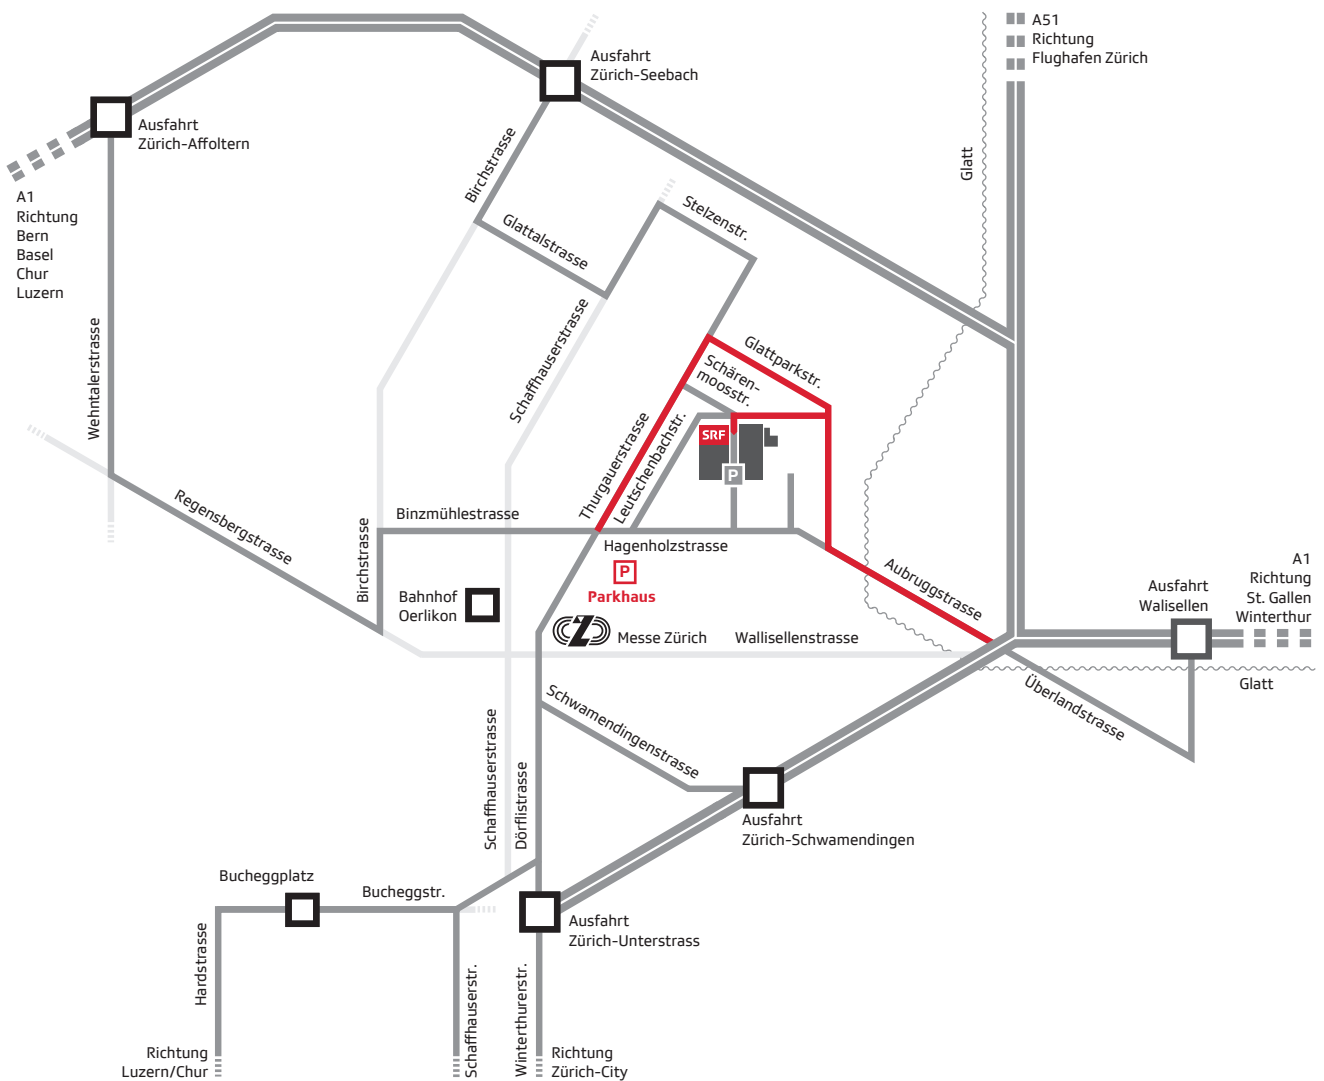 A51
Richtung
Flughafen Zürich
Ausfahrt
Zürich-Seebach
Ausfahrt
Zürich-Affoltern
A1
Richtung
Bern
Basel
Chur
Luzern
Birchstrasse
Glattalstrasse
Stelzenstr.
Glatt
Wehntalerstrasse
Schaffhauserstrasse
Glattparkstr.
Schären-
moosstr.
Thurgauerstrasse
Leutschenbachstr.
SRF
P
Regensbergstrasse
Binzmühlestrasse
Birchstrasse
Hagenholzstrasse
P
Parkhaus
Bahnhof
Oerlikon
Messe Zürich
Wallisellenstrasse
Aubruggstrasse
Ausfahrt
Walisellen
A1
Richtung
St. Gallen
Winterthur
Glatt
Überlandstrasse
Schwamendingenstrasse
Schaffhauserstrasse
Dörflistrasse
Ausfahrt
Zürich-Schwamendingen
Bucheggplatz
Bucheggstr.
Ausfahrt
Zürich-Unterstrass
Hardstrasse
Schaffhauserstr.
Winterthurerstr.
Richtung
Luzern/Chur
Richtung
Zürich-City